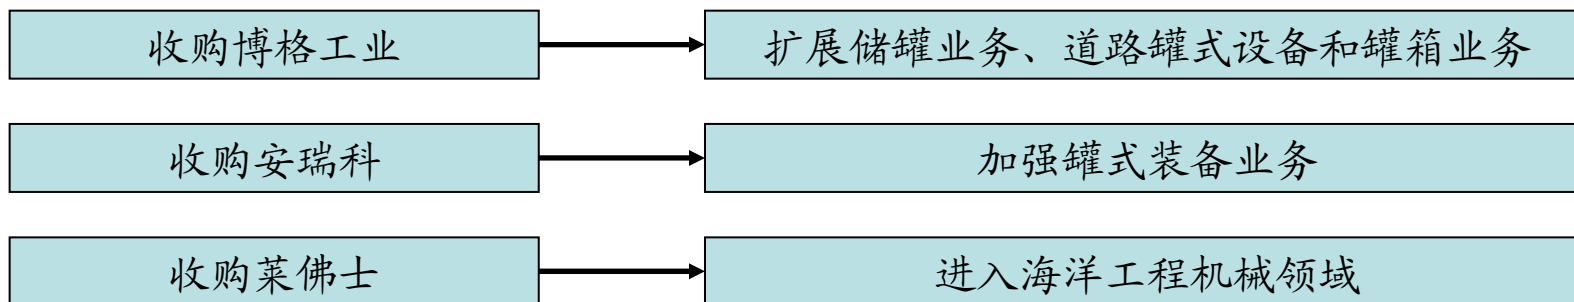 收购博格工业
扩展储罐业务、道路罐式设备和罐箱业务
收购安瑞科
加强罐式装备业务
收购莱佛士
进入海洋工程机械领域